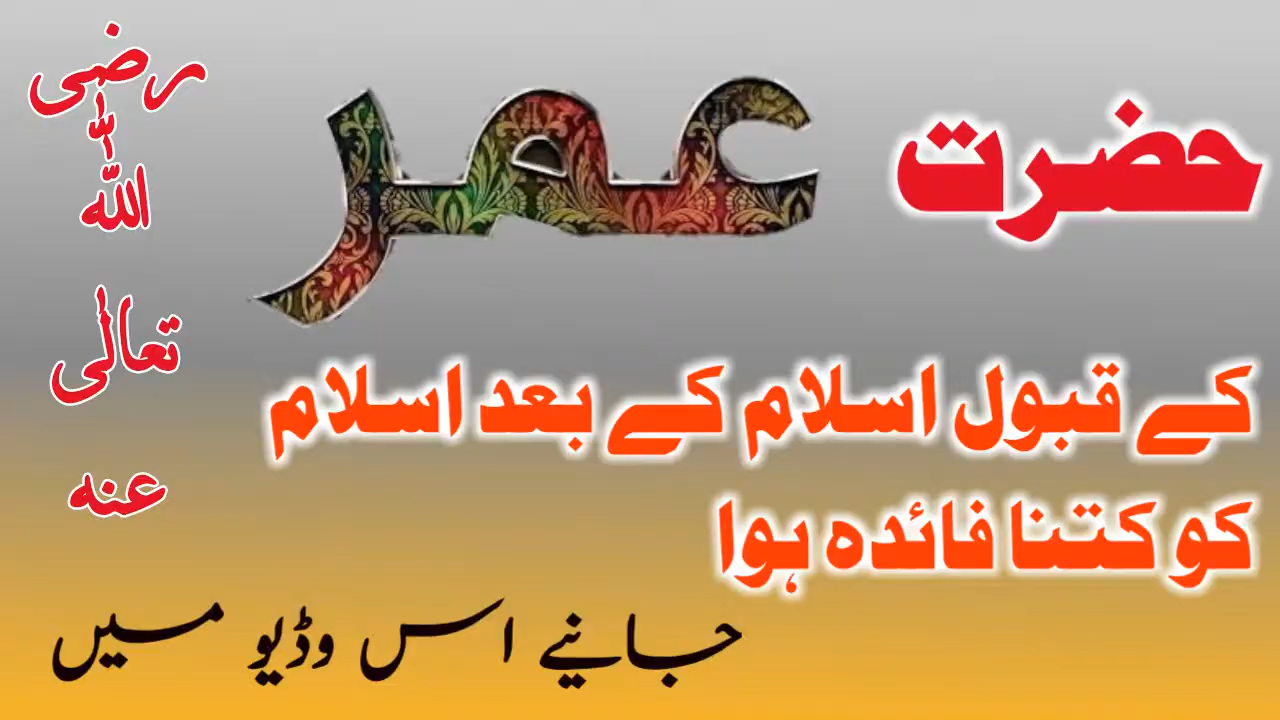 حضرت عمر
رضی
اللہ
تعالٰی
عنہ
کے قبول اسلام کے بعد اسلام
کو کتنا فائدہ ہوا
جانیے اس وڈیو میں